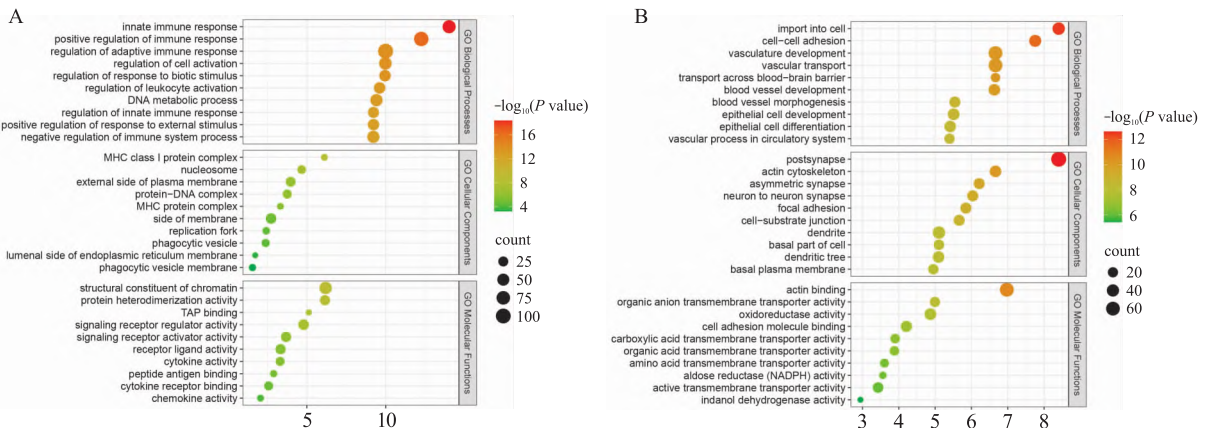 A
innate immune response
positive regulation of immune response
regulation of adaptive immune response
regulation of cell activation
regulation of response to biotic stimulus
regulation of leukocyte activation
DNA metabolic process
regulation of innate immune response
positive regulation of response to external stimulus
negative regulation of immune system process
GO Biological Processes
MHC class I protein complex
nucleosome
external side of plasma membrane
protein−DNA complex
MHC protein complex
side of membrane
replication fork
phagocytic vesicle
lumenal side of endoplasmic reticulum membrane
phagocytic vesicle membrane
GO Cellular Components
structural constituent of chromatin
protein heterodimerization activity
TAP binding
signaling receptor regulator activity
signaling receptor activator activity
receptor ligand activity
cytokine activity
peptide antigen binding
cytokine receptor binding
chemokine activity
GO Molecular Functions
5 10
−log₁₀(P value)
16
12
8
4
count
25
50
75
100
B
import into cell
cell−cell adhesion
vasculature development
vascular transport
transport across blood−brain barrier
blood vessel development
blood vessel morphogenesis
epithelial cell development
epithelial cell differentiation
vascular process in circulatory system
GO Biological Processes
postsynapse
actin cytoskeleton
asymmetric synapse
neuron to neuron synapse
focal adhesion
cell−substrate junction
dendrite
basal part of cell
dendritic tree
basal plasma membrane
GO Cellular Components
actin binding
organic anion transmembrane transporter activity
oxidoreductase activity
cell adhesion molecule binding
carboxylic acid transmembrane transporter activity
organic acid transmembrane transporter activity
amino acid transmembrane transporter activity
aldose reductase (NADPH) activity
active transmembrane transporter activity
indanol dehydrogenase activity
GO Molecular Functions
3 4 5 6 7 8
−log₁₀(P value)
12
10
8
6
count
20
40
60